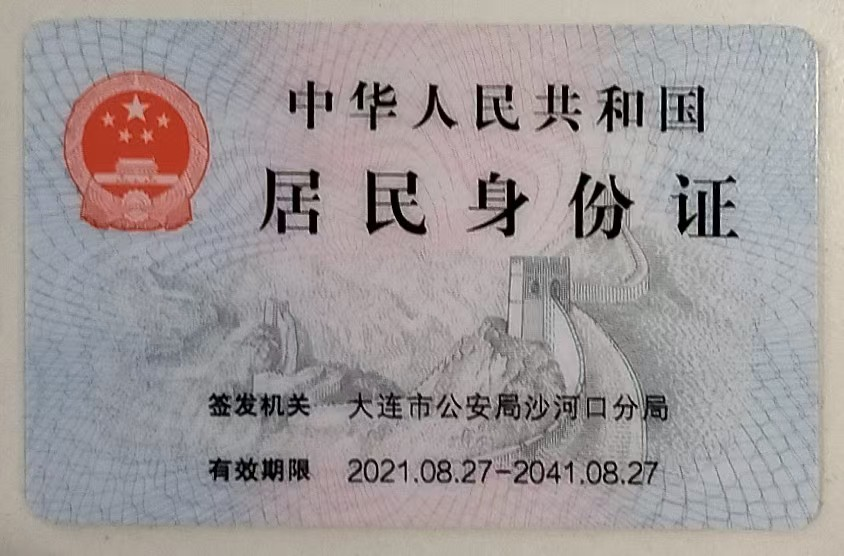 中华人民共和国
居民身份证
签发机关 大连市公安局沙河口分局
有效期限 2021.08.27-2041.08.27